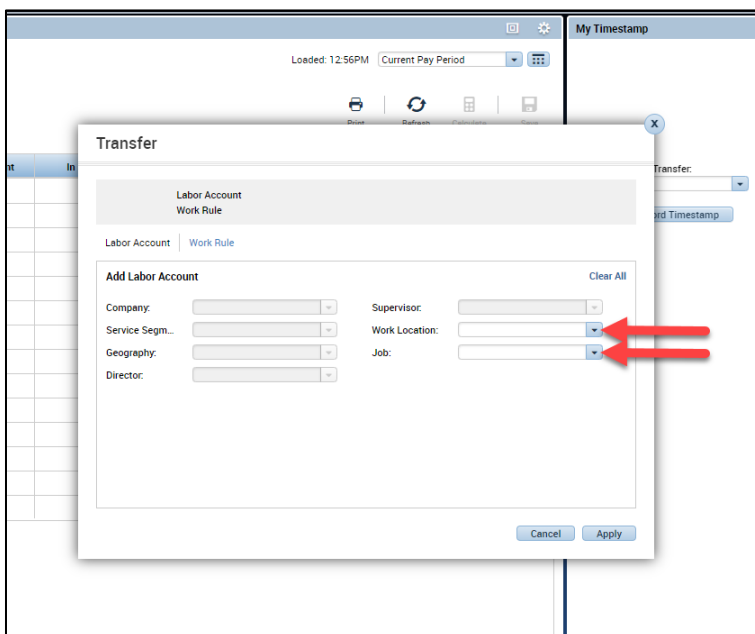 My Timestamp
Loaded: 12:56PM Current Pay Period
Print Refresh Calculate Save
x
Transfer
nt In
Transfer:
Labor Account
Work Rule
rd Timestamp
Labor Account Work Rule
Add Labor Account Clear All
Company: Supervisor:
Service Segm... Work Location:
Geography: Job:
Director:
Cancel Apply